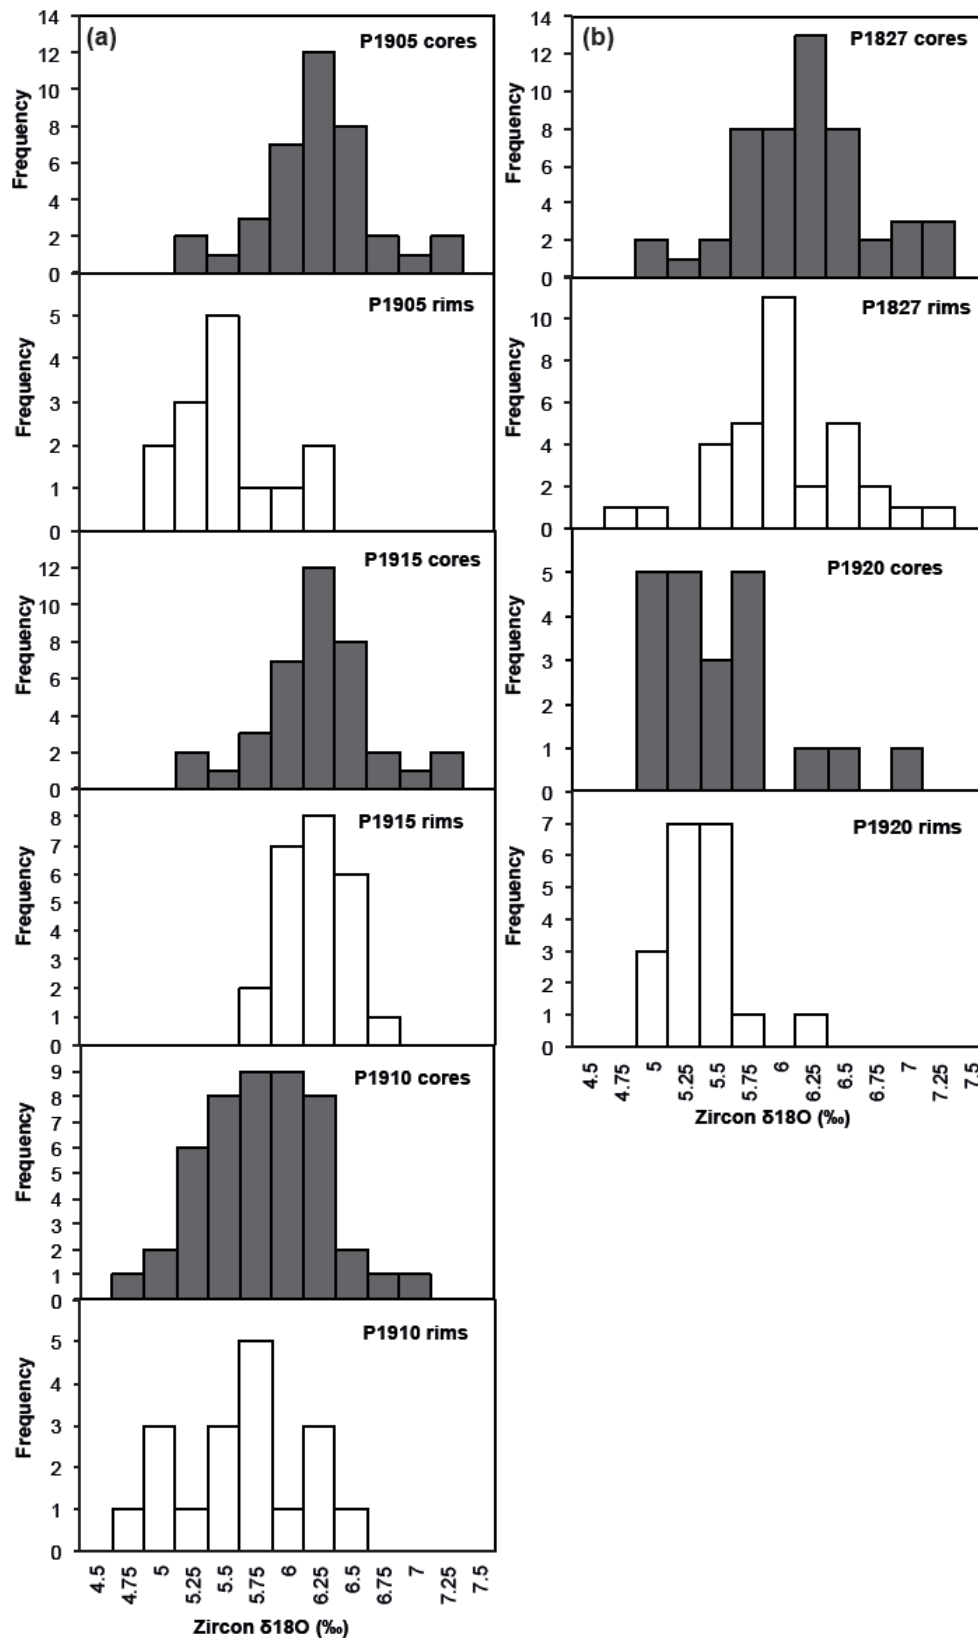 (a)
P1905 cores
Frequency
14
12
10
8
6
4
2
0
P1905 rims
Frequency
5
4
3
2
1
0
P1915 cores
Frequency
12
10
8
6
4
2
0
P1915 rims
Frequency
8
7
6
5
4
3
2
1
0
P1910 cores
Frequency
9
8
7
6
5
4
3
2
1
0
P1910 rims
Frequency
5
4
3
2
1
0
4.5 4.75 5 5.25 5.5 5.75 6 6.25 6.5 6.75 7 7.25 7.5
Zircon δ18O (‰)
(b)
P1827 cores
Frequency
14
12
10
8
6
4
2
0
P1827 rims
Frequency
10
8
6
4
2
0
P1920 cores
Frequency
5
4
3
2
1
0
P1920 rims
Frequency
7
6
5
4
3
2
1
0
4.5 4.75 5 5.25 5.5 5.75 6 6.25 6.5 6.75 7 7.25 7.5
Zircon δ18O (‰)